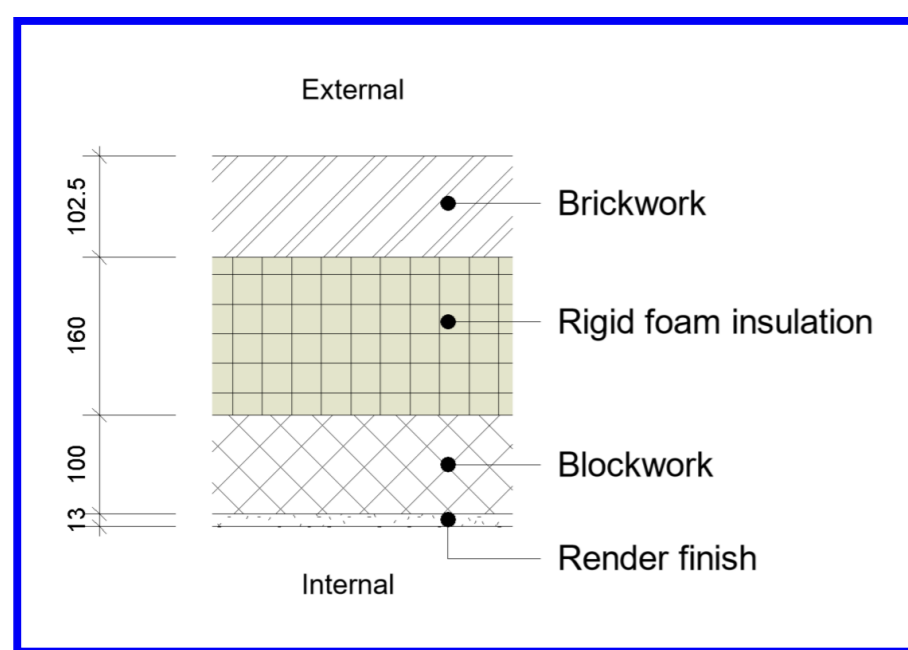 External
102.5
Brickwork
160
Rigid foam insulation
100
Blockwork
13
Render finish
Internal